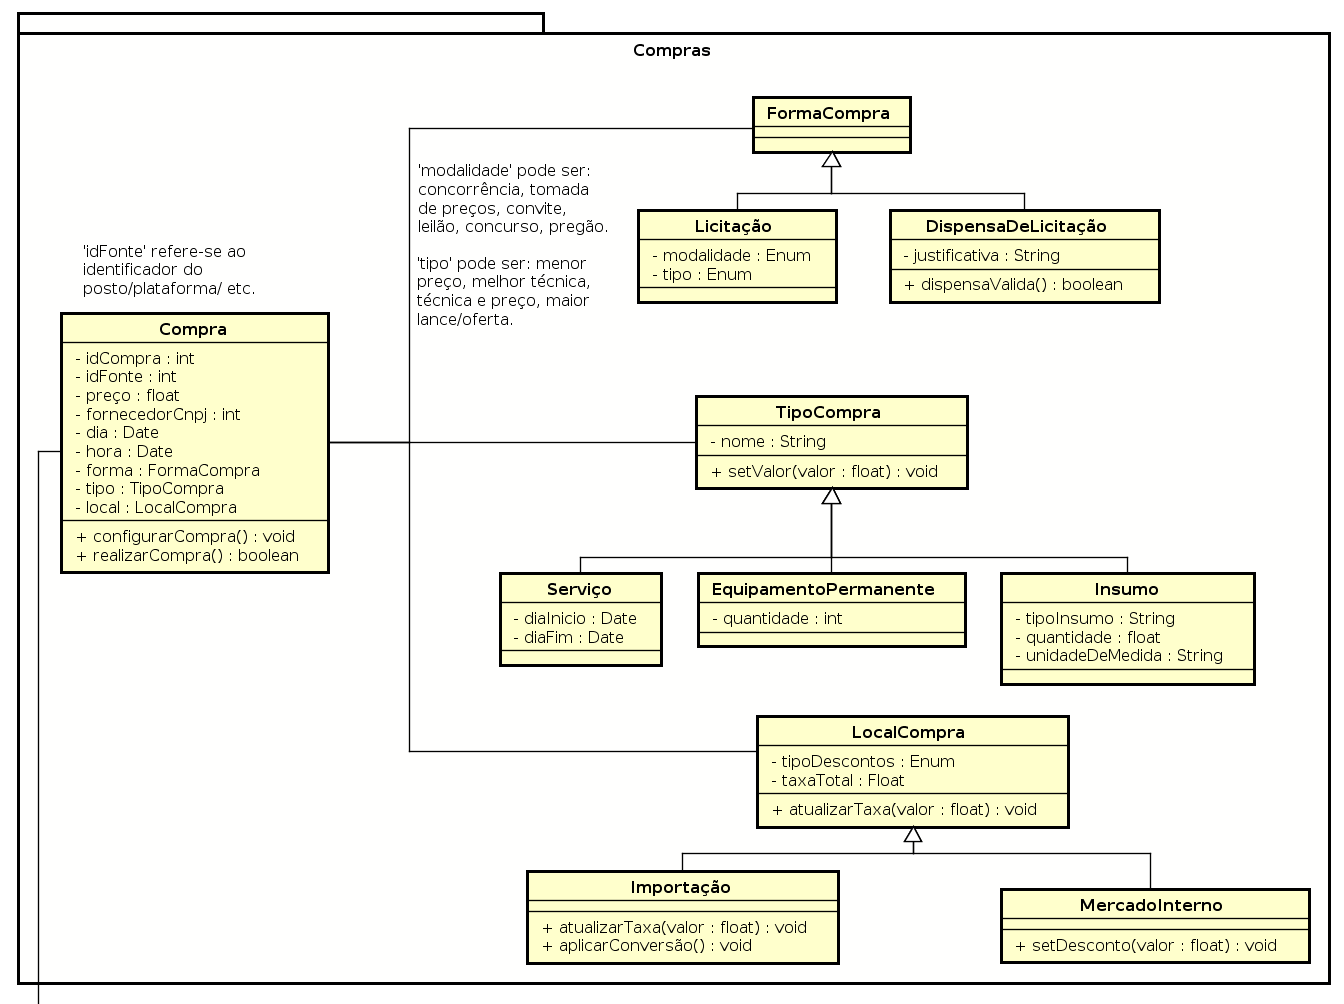 Compras
FormaCompra
'modalidade' pode ser:
concorrência, tomada
de preços, convite,
leilão, concurso, pregão.
'tipo' pode ser: menor
preço, melhor técnica,
técnica e preço, maior
lance/oferta.
Licitação
- modalidade : Enum
- tipo : Enum
DispensaDeLicitação
- justificativa : String
+ dispensaValida() : boolean
'idFonte' refere-se ao
identificador do
posto/plataforma/ etc.
Compra
- idCompra : int
- idFonte : int
- preço : float
- fornecedorCnpj : int
- dia : Date
- hora : Date
- forma : FormaCompra
- tipo : TipoCompra
- local : LocalCompra
+ configurarCompra() : void
+ realizarCompra() : boolean
TipoCompra
- nome : String
+ setValor(valor : float) : void
Serviço
- diaInicio : Date
- diaFim : Date
EquipamentoPermanente
- quantidade : int
Insumo
- tipoInsumo : String
- quantidade : float
- unidadeDeMedida : String
LocalCompra
- tipoDescontos : Enum
- taxaTotal : Float
+ atualizarTaxa(valor : float) : void
Importação
+ atualizarTaxa(valor : float) : void
+ aplicarConversão() : void
MercadoInterno
+ setDesconto(valor : float) : void